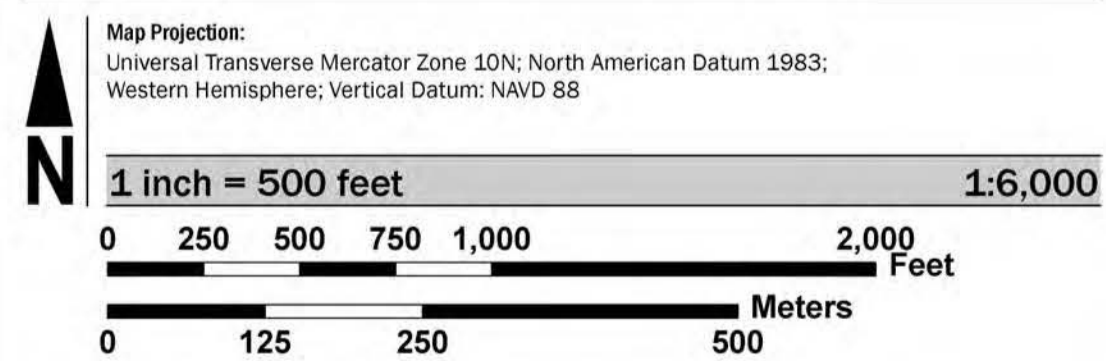 Map Projection:
Universal Transverse Mercator Zone 10N; North American Datum 1983;
Western Hemisphere; Vertical Datum: NAVD 88
N
1 inch = 500 feet 1:6,000
0 250 500 750 1,000 2,000
Feet
Meters
0 125 250 500